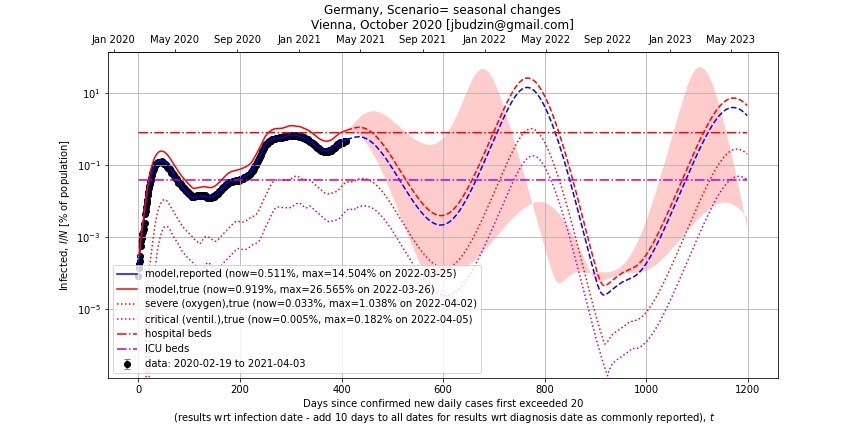 Germany, Scenario= seasonal changes
Vienna, October 2020 [jbudzin@gmail.com]
Jan 2020 May 2020 Sep 2020 Jan 2021 May 2021 Sep 2021 Jan 2022 May 2022 Sep 2022 Jan 2023 May 2023
10¹
10⁻¹
10⁻³
10⁻⁵
Infected, I/N [% of population]
model,reported (now=0.511%, max=14.504% on 2022-03-25)
model,true (now=0.919%, max=26.565% on 2022-03-26)
severe (oxygen),true (now=0.033%, max=1.038% on 2022-04-02)
critical (ventil.),true (now=0.005%, max=0.182% on 2022-04-05)
hospital beds
ICU beds
data: 2020-02-19 to 2021-04-03
0 200 400 600 800 1000 1200
Days since confirmed new daily cases first exceeded 20
(results wrt infection date - add 10 days to all dates for results wrt diagnosis date as commonly reported), t